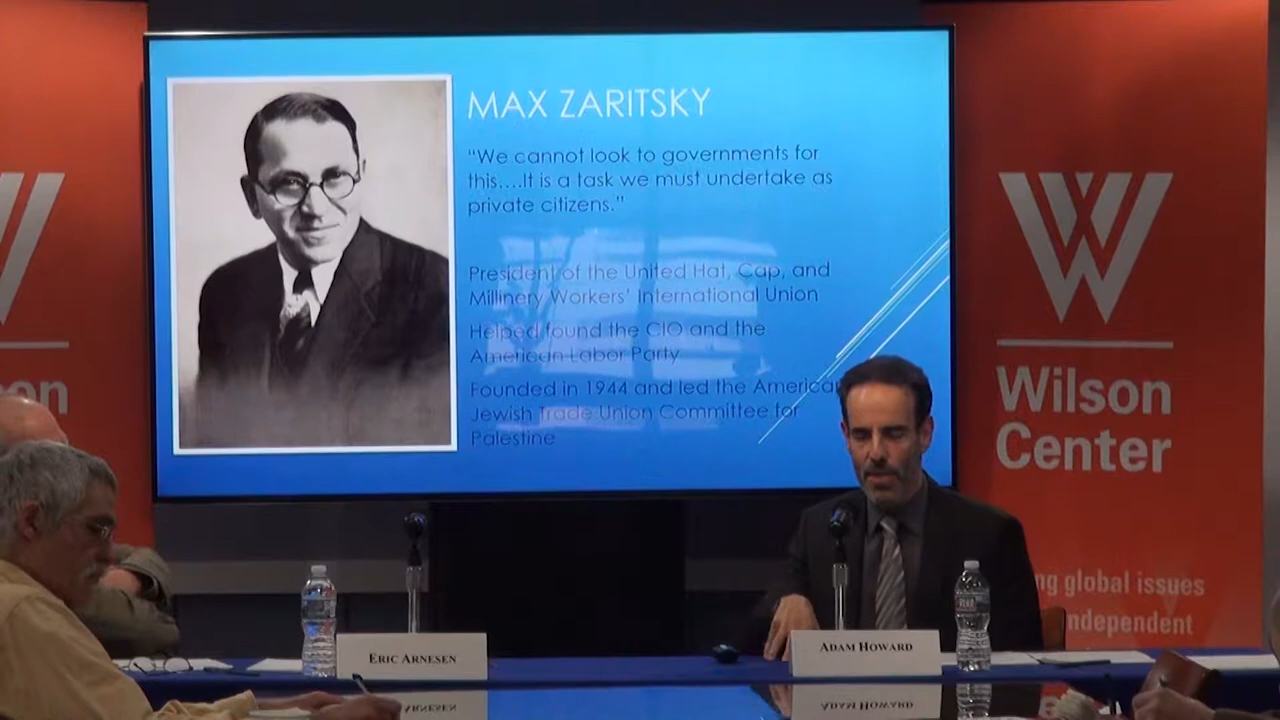 MAX ZARITSKY
“We cannot look to governments for
this....It is a task we must undertake as
private citizens.”
President of the United Hat, Cap, and
Millinery Workers’ International Union
Helped found the CIO and the
American Labor Party
Founded in 1944 and led the American
Jewish Trade Union Committee for
Palestine
W
Wilson
Center
ng global issues
ndependent
W
on
ERIC ARNESEN
ADAM HOWARD